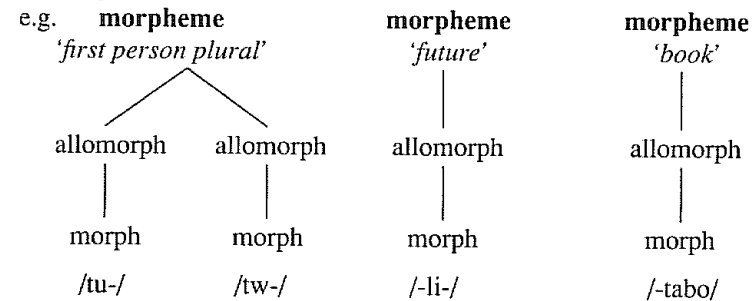 e.g. morpheme morpheme morpheme
'first person plural' 'future' 'book'
allomorph allomorph allomorph allomorph
morph morph morph morph
/tu-/ /tw-/ /-li-/ /-tabo/